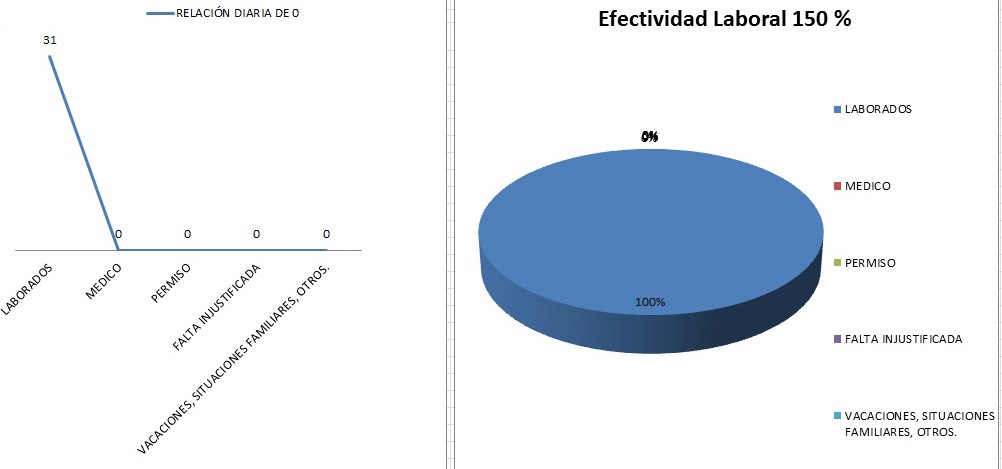 RELACIÓN DIARIA DE 0
31
0
0
0
0
LABORADOS
MEDICO
PERMISO
FALTA INJUSTIFICADA
VACACIONES, SITUACIONES FAMILIARES, OTROS.
Efectividad Laboral 150 %
0%
100%
LABORADOS
MEDICO
PERMISO
FALTA INJUSTIFICADA
VACACIONES, SITUACIONES
FAMILIARES, OTROS.